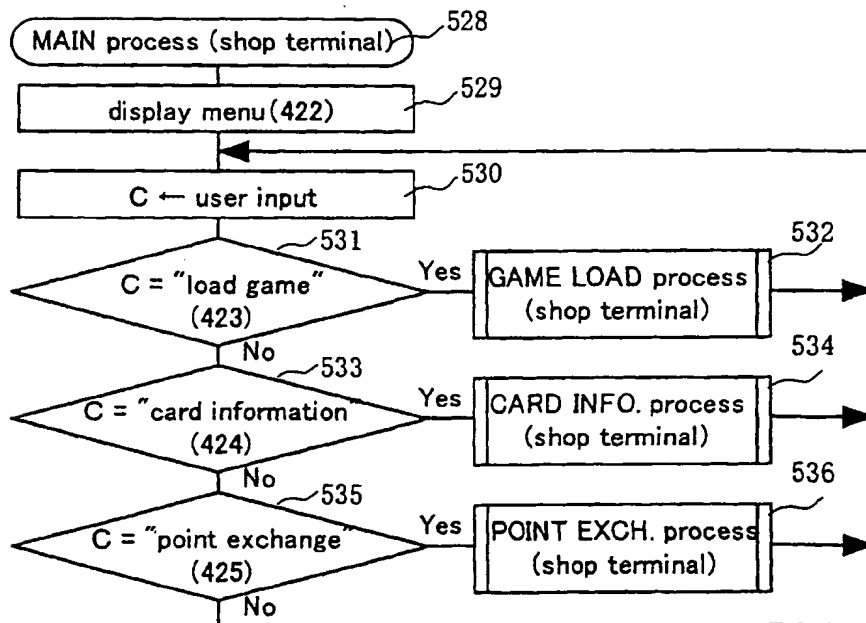 MAIN process (shop terminal)
528
display menu(422)
529
C ← user input
530
531
C = "load game"
(423)
Yes
GAME LOAD process
(shop terminal)
532
No
533
C = "card information"
(424)
Yes
CARD INFO. process
(shop terminal)
534
No
535
C = "point exchange"
(425)
Yes
POINT EXCH. process
(shop terminal)
536
No